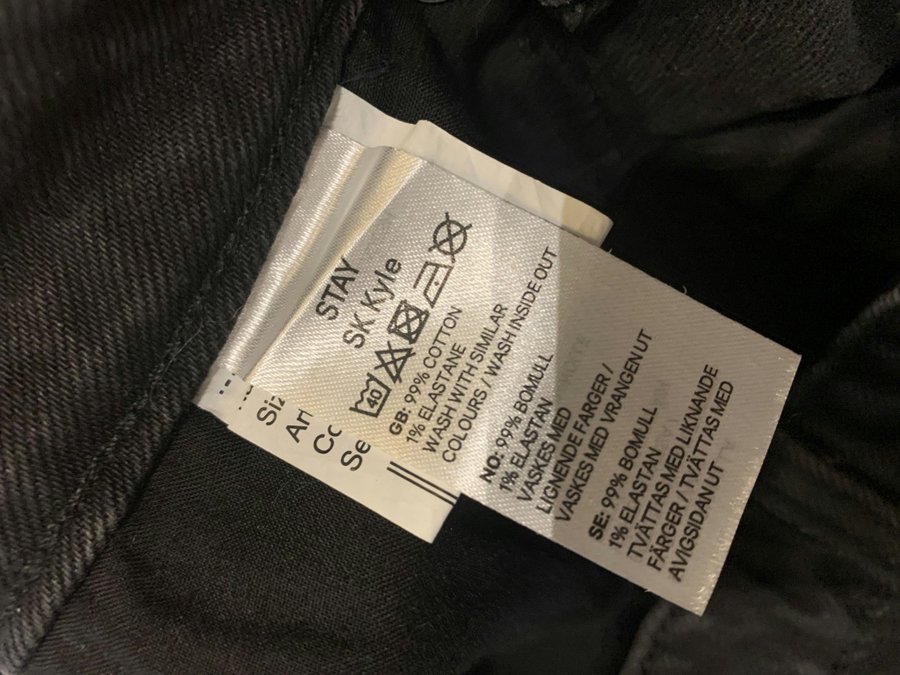 STAY
SK Kyle
40
GB: 99% COTTON
1% ELASTANE
WASH WITH SIMILAR
COLOURS / WASH INSIDE OUT
NO: 99% BOMULL
1% ELASTAN
VASKES MED
LIGNENDE FARGER /
VASKES MED VRANGEN UT
SE: 99% BOMULL
1% ELASTAN
TVÄTTAS MED LIKNANDE
FÄRGER / TVÄTTAS MED
AVIGSIDAN UT